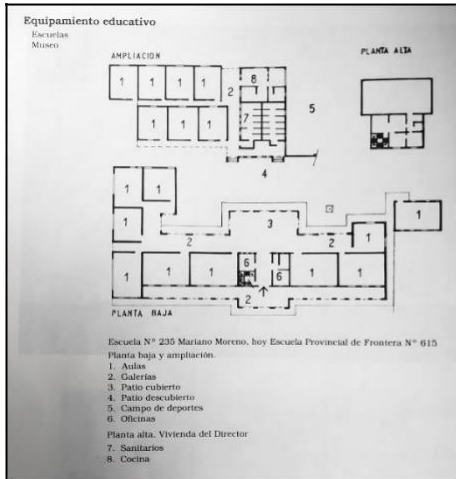 Equipamiento educativo
Escuelas
Museo
AMPLIACION
PLANTA ALTA
1 1 1 1
2
8
1 1 1
7
5
4
1 1
1
3
1
2
2
1
1
1 1
6
6
1 1
2
PLANTA BAJA
Escuela N° 235 Mariano Moreno, hoy Escuela Provincial de Frontera N° 615
Planta baja y ampliación.
1. Aulas
2. Galerías
3. Patio cubierto
4. Patio descubierto
5. Campo de deportes
6. Oficinas
Planta alta. Vivienda del Director
7. Sanitarios
8. Cocina